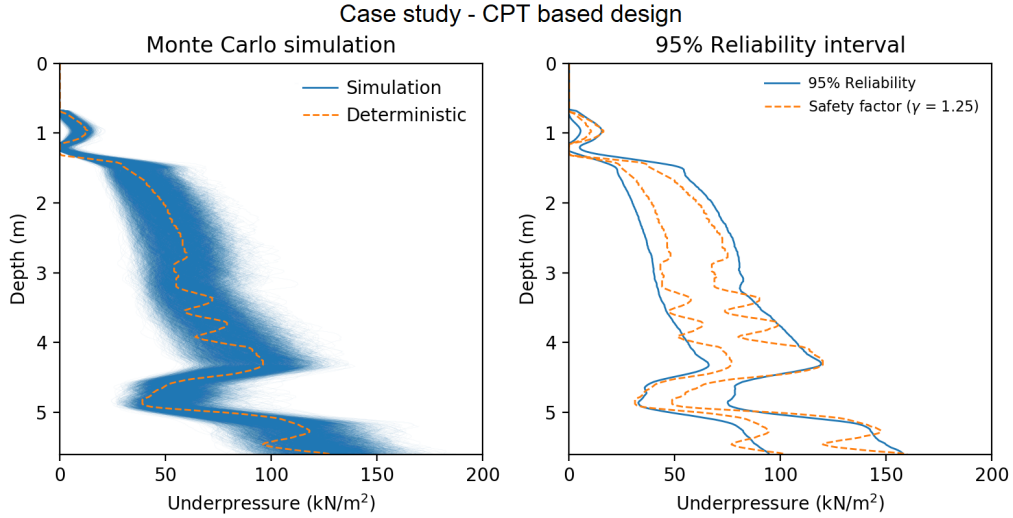 Case study - CPT based design
Monte Carlo simulation
0
1
2
3
4
5
Depth (m)
Simulation
Deterministic
0
50
100
150
200
Underpressure (kN/m²)
95% Reliability interval
0
1
2
3
4
5
Depth (m)
95% Reliability
Safety factor (γ = 1.25)
0
50
100
150
200
Underpressure (kN/m²)